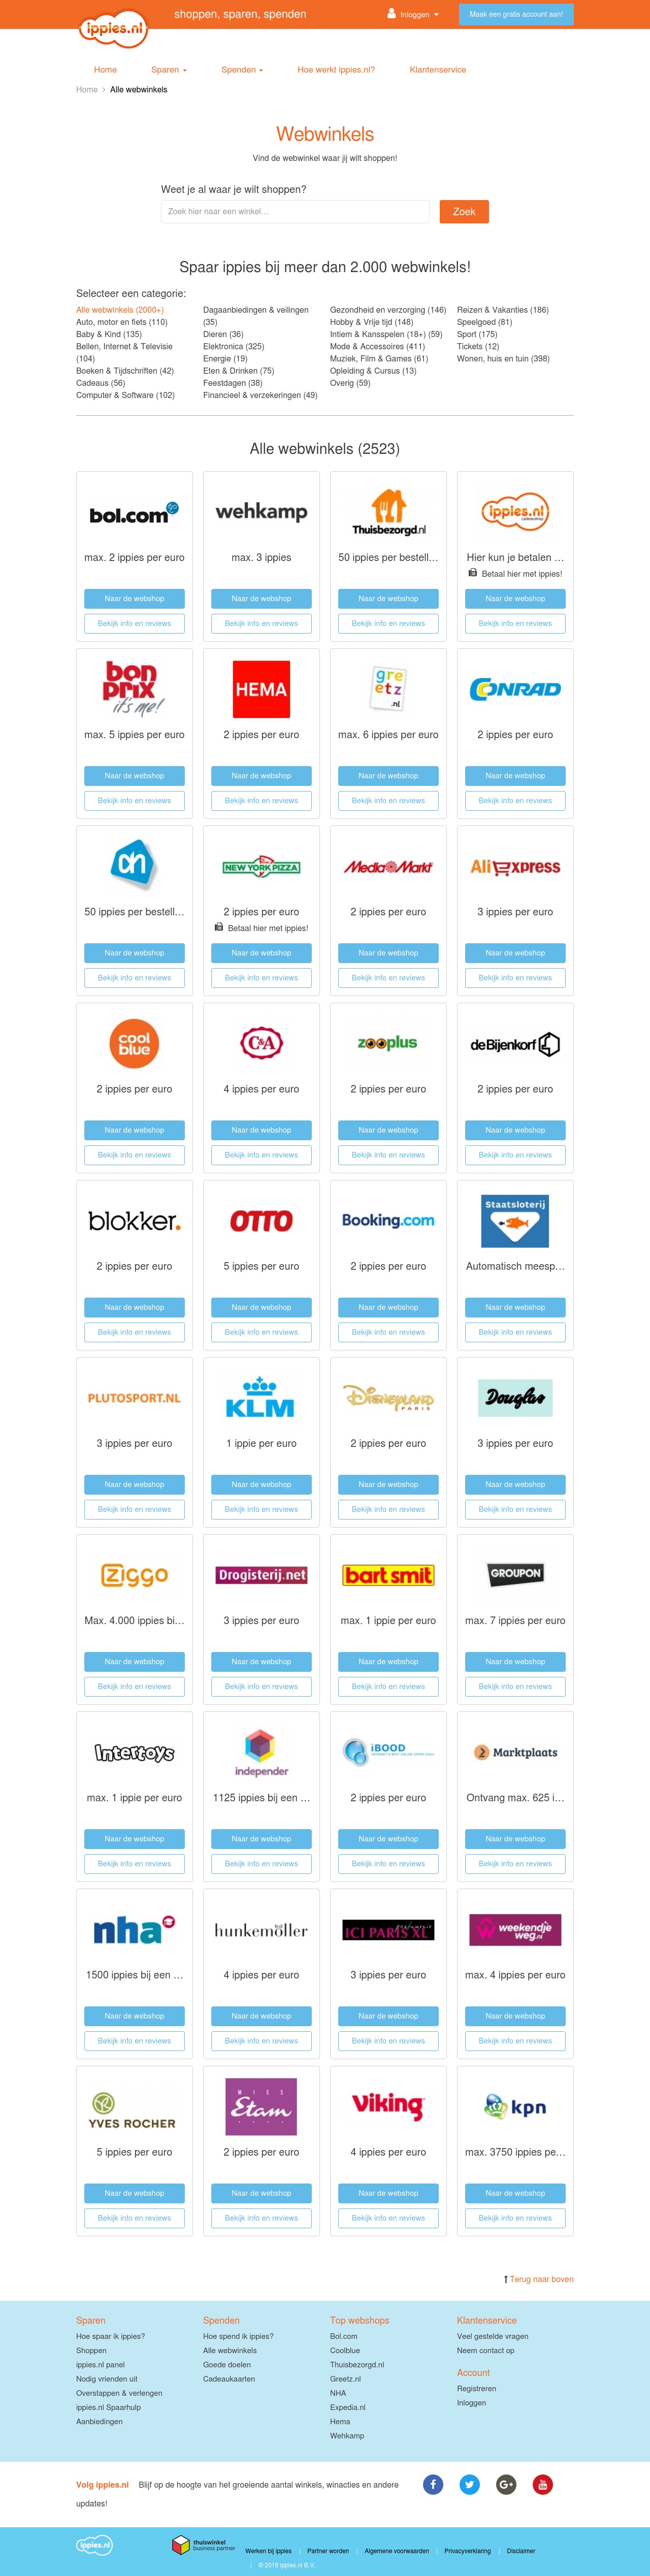 ippies.nl
shoppen, sparen, spenden
Inloggen
Maak een gratis account aan!
Home
Sparen
Spenden
Hoe werkt ippies.nl?
Klantenservice
Home > Alle webwinkels
Webwinkels
Vind de webwinkel waar jij wilt shoppen!
Weet je al waar je wilt shoppen?
Zoek hier naar een winkel...
Zoek
Spaar ippies bij meer dan 2.000 webwinkels!
Selecteer een categorie:
Alle webwinkels (2000+)
Auto, motor en fiets (110)
Baby & Kind (135)
Bellen, Internet & Televisie
(104)
Boeken & Tijdschriften (42)
Cadeaus (56)
Computer & Software (102)
Dagaanbiedingen & veilingen
(35)
Dieren (36)
Elektronica (325)
Energie (19)
Eten & Drinken (75)
Feestdagen (38)
Financieel & verzekeringen (49)
Gezondheid en verzorging (146)
Hobby & Vrije tijd (148)
Intiem & Kansspelen (18+) (59)
Mode & Accessoires (411)
Muziek, Film & Games (61)
Opleiding & Cursus (13)
Overig (59)
Reizen & Vakanties (186)
Speelgoed (81)
Sport (175)
Tickets (12)
Wonen, huis en tuin (398)
Alle webwinkels (2523)
bol.com
max. 2 ippies per euro
Naar de webshop
Bekijk info en reviews
wehkamp
max. 3 ippies
Naar de webshop
Bekijk info en reviews
Thuisbezorgd.nl
50 ippies per bestell...
Naar de webshop
Bekijk info en reviews
ippies.nl
cadeaushop
Hier kun je betalen ...
Betaal hier met ippies!
Naar de webshop
Bekijk info en reviews
bon
prix
it's me!
max. 5 ippies per euro
Naar de webshop
Bekijk info en reviews
HEMA
2 ippies per euro
Naar de webshop
Bekijk info en reviews
gre
etz
.nl
max. 6 ippies per euro
Naar de webshop
Bekijk info en reviews
CONRAD
2 ippies per euro
Naar de webshop
Bekijk info en reviews
ah
50 ippies per bestell...
Naar de webshop
Bekijk info en reviews
NEW YORK PIZZA
2 ippies per euro
Betaal hier met ippies!
Naar de webshop
Bekijk info en reviews
Media Markt
2 ippies per euro
Naar de webshop
Bekijk info en reviews
AliExpress
3 ippies per euro
Naar de webshop
Bekijk info en reviews
cool
blue
2 ippies per euro
Naar de webshop
Bekijk info en reviews
C&A
4 ippies per euro
Naar de webshop
Bekijk info en reviews
zooplus
2 ippies per euro
Naar de webshop
Bekijk info en reviews
de Bijenkorf
2 ippies per euro
Naar de webshop
Bekijk info en reviews
blokker.
2 ippies per euro
Naar de webshop
Bekijk info en reviews
OTTO
5 ippies per euro
Naar de webshop
Bekijk info en reviews
Booking.com
2 ippies per euro
Naar de webshop
Bekijk info en reviews
Staatsloterij
Automatisch meesp...
Naar de webshop
Bekijk info en reviews
PLUTOSPORT.NL
3 ippies per euro
Naar de webshop
Bekijk info en reviews
KLM
1 ippie per euro
Naar de webshop
Bekijk info en reviews
Disneyland
PARIS
2 ippies per euro
Naar de webshop
Bekijk info en reviews
Douglas
3 ippies per euro
Naar de webshop
Bekijk info en reviews
ziggo
Max. 4.000 ippies bi...
Naar de webshop
Bekijk info en reviews
Drogisterij.net
3 ippies per euro
Naar de webshop
Bekijk info en reviews
bart smit
max. 1 ippie per euro
Naar de webshop
Bekijk info en reviews
GROUPON
max. 7 ippies per euro
Naar de webshop
Bekijk info en reviews
Intertoys
max. 1 ippie per euro
Naar de webshop
Bekijk info en reviews
independer
1125 ippies bij een ...
Naar de webshop
Bekijk info en reviews
iBOOD
2 ippies per euro
Naar de webshop
Bekijk info en reviews
Marktplaats
Ontvang max. 625 i...
Naar de webshop
Bekijk info en reviews
nha
1500 ippies bij een ...
Naar de webshop
Bekijk info en reviews
hunkemöller
4 ippies per euro
Naar de webshop
Bekijk info en reviews
parfumerie
ICI PARIS XL
3 ippies per euro
Naar de webshop
Bekijk info en reviews
weekendje
weg.nl
max. 4 ippies per euro
Naar de webshop
Bekijk info en reviews
YVES ROCHER
5 ippies per euro
Naar de webshop
Bekijk info en reviews
MISS
Etam
2 ippies per euro
Naar de webshop
Bekijk info en reviews
Viking
4 ippies per euro
Naar de webshop
Bekijk info en reviews
kpn
max. 3750 ippies pe...
Naar de webshop
Bekijk info en reviews
Terug naar boven
Sparen
Hoe spaar ik ippies?
Shoppen
ippies.nl panel
Nodig vrienden uit
Overstappen & verlengen
ippies.nl Spaarhulp
Aanbiedingen
Spenden
Hoe spend ik ippies?
Alle webwinkels
Goede doelen
Cadeaukaarten
Top webshops
Bol.com
Coolblue
Thuisbezorgd.nl
Greetz.nl
NHA
Expedia.nl
Hema
Wehkamp
Klantenservice
Veel gestelde vragen
Neem contact op
Account
Registreren
Inloggen
Volg ippies.nl Blijf op de hoogte van het groeiende aantal winkels, winacties en andere
updates!
ippies.nl
thuiswinkel
business partner
Werken bij ippies | Partner worden | Algemene voorwaarden | Privacyverklaring | Disclaimer
| © 2018 ippies.nl B.V.